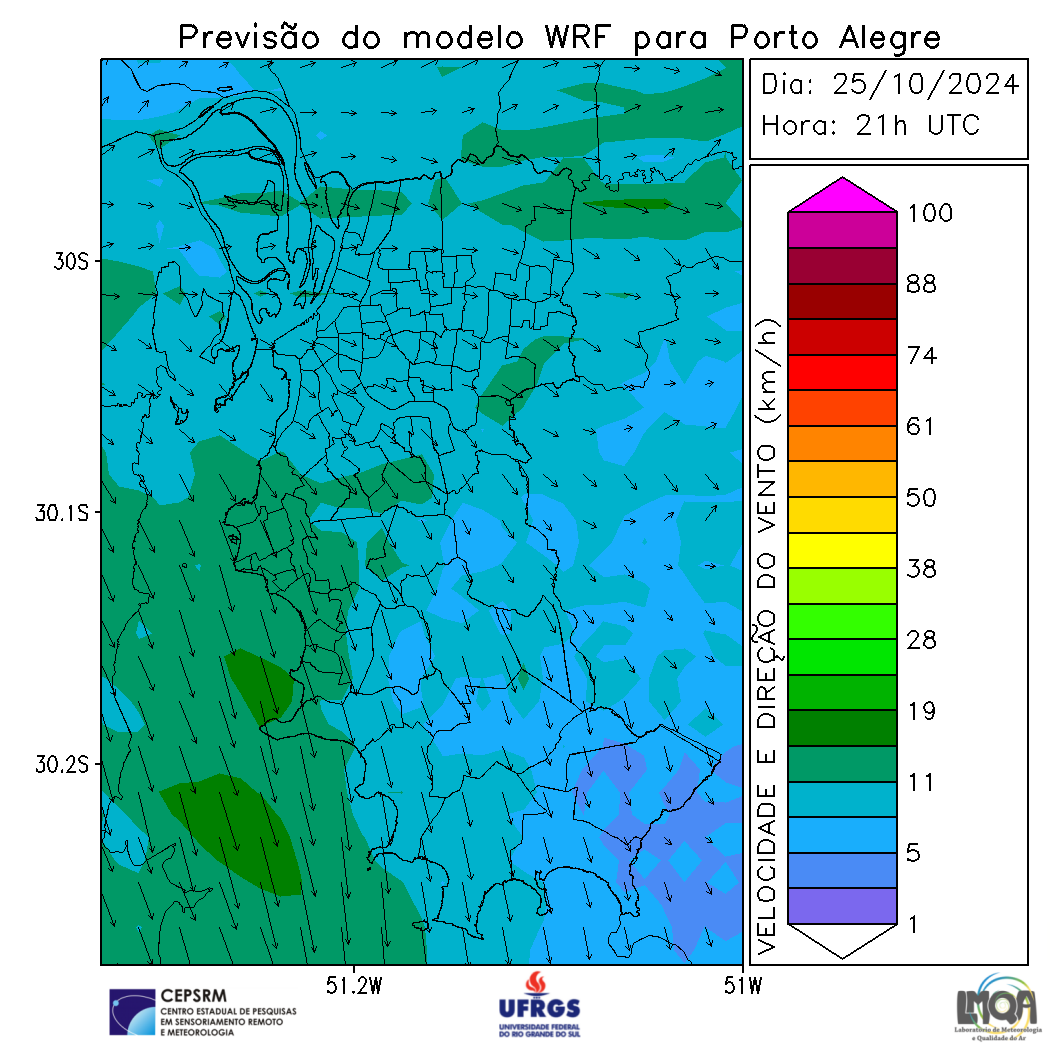 Previsão do modelo WRF para Porto Alegre
Dia: 25/10/2024
Hora: 21h UTC
30S
30.1S
30.2S
51.2W
51W
VELOCIDADE E DIREÇÃO DO VENTO (km/h)
100
88
74
61
50
38
28
19
11
5
1
CEPSRM
CENTRO ESTADUAL DE PESQUISAS
EM SENSORIAMENTO REMOTO
E METEOROLOGIA
UFRGS
UNIVERSIDADE FEDERAL
DO RIO GRANDE DO SUL
LMQA
Laboratório de Meteorologia
e Qualidade do Ar